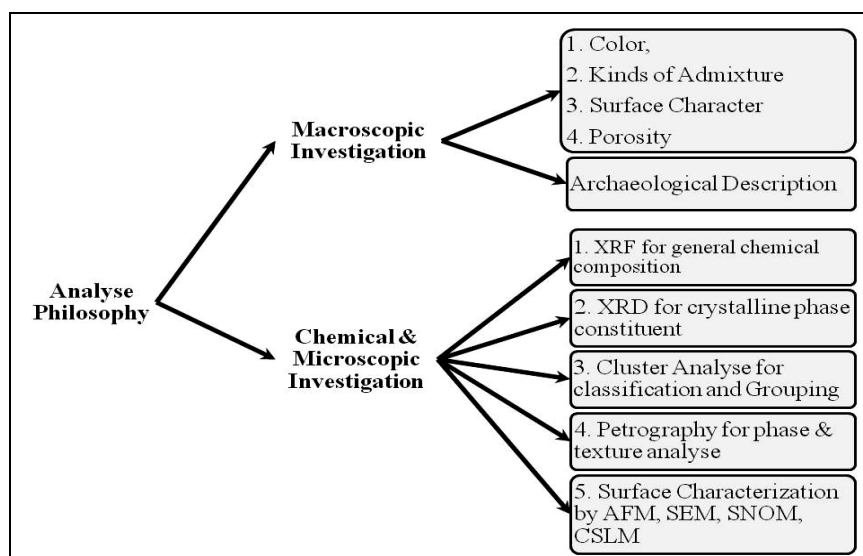 Analyse
Philosophy
Macroscopic
Investigation
1. Color,
2. Kinds of Admixture
3. Surface Character
4. Porosity
Archaeological Description
Chemical &
Microscopic
Investigation
1. XRF for general chemical
composition
2. XRD for crystalline phase
constituent
3. Cluster Analyse for
classification and Grouping
4. Petrography for phase &
texture analyse
5. Surface Characterization
by AFM, SEM, SNOM,
CSLM